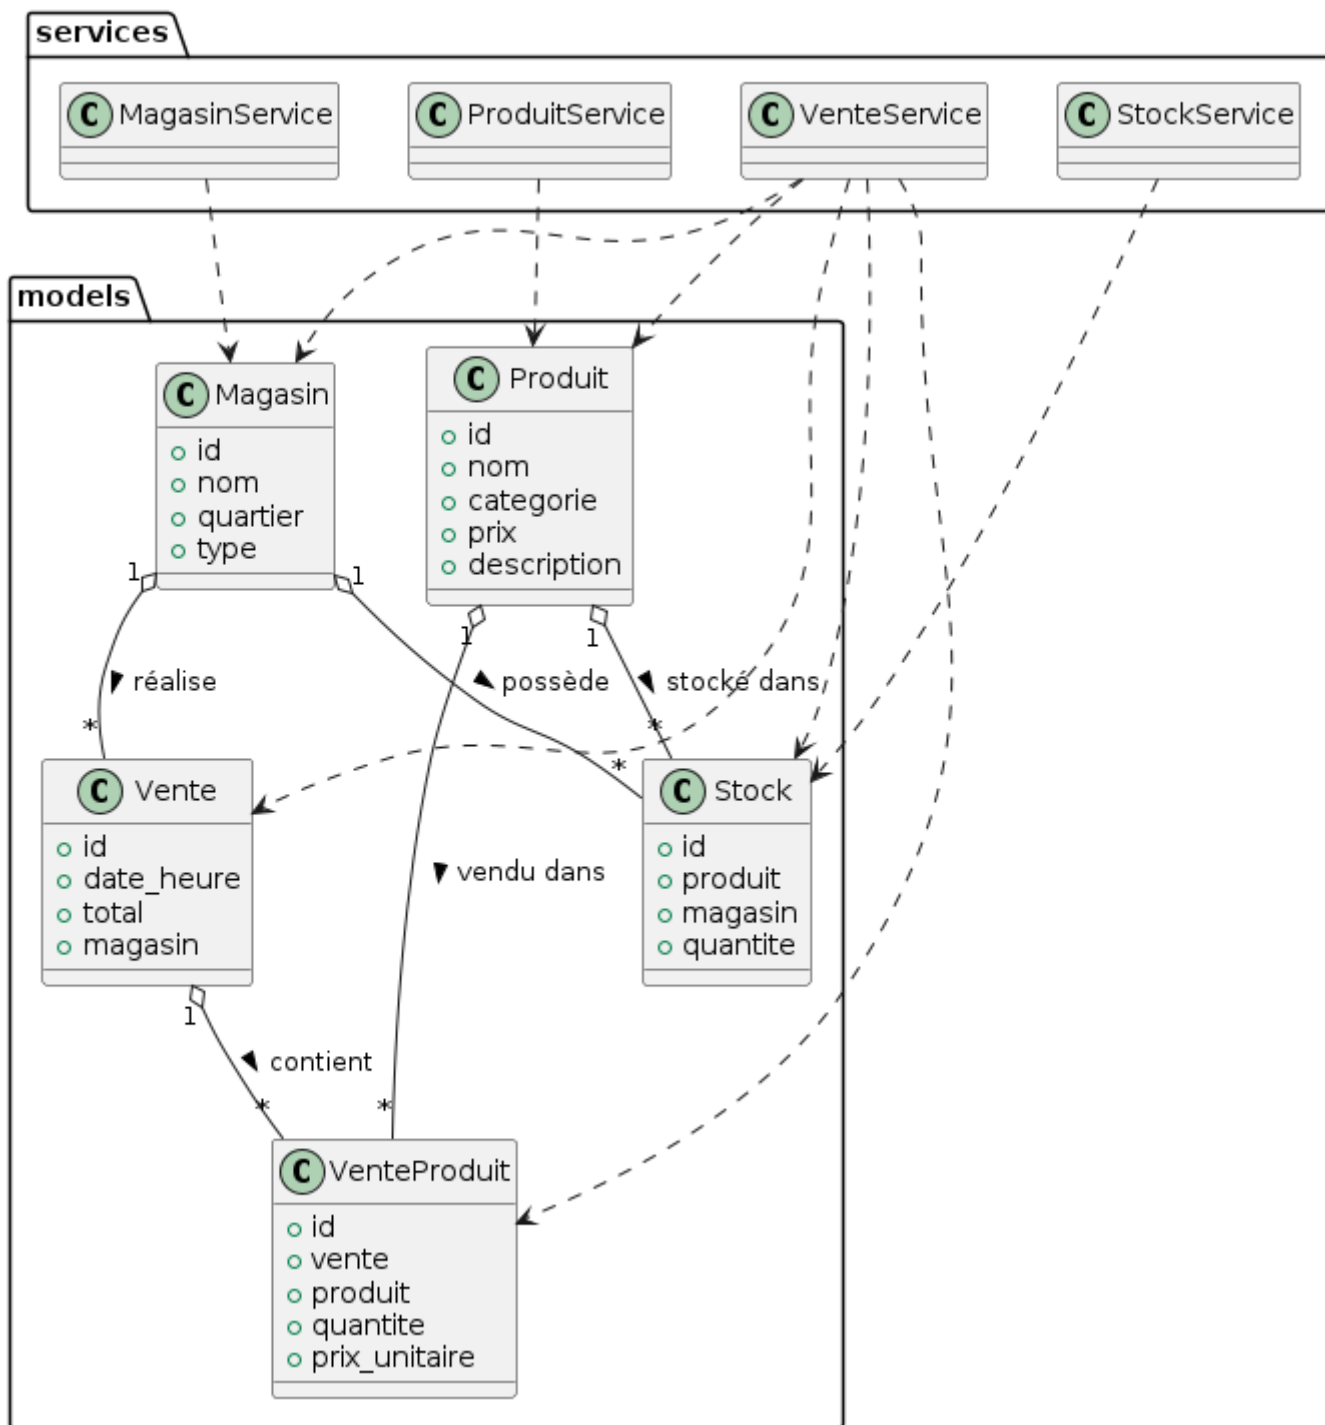 services
C MagasinService
C ProduitService
C VenteService
C StockService
models
C Magasin
id
nom
quartier
type
C Produit
id
nom
categorie
prix
description
1
1
1
1
réalise
possède
stocké dans
*
*
*
C Vente
id
date_heure
total
magasin
C Stock
id
produit
magasin
quantite
vendu dans
1
contient
*
*
C VenteProduit
id
vente
produit
quantite
prix_unitaire